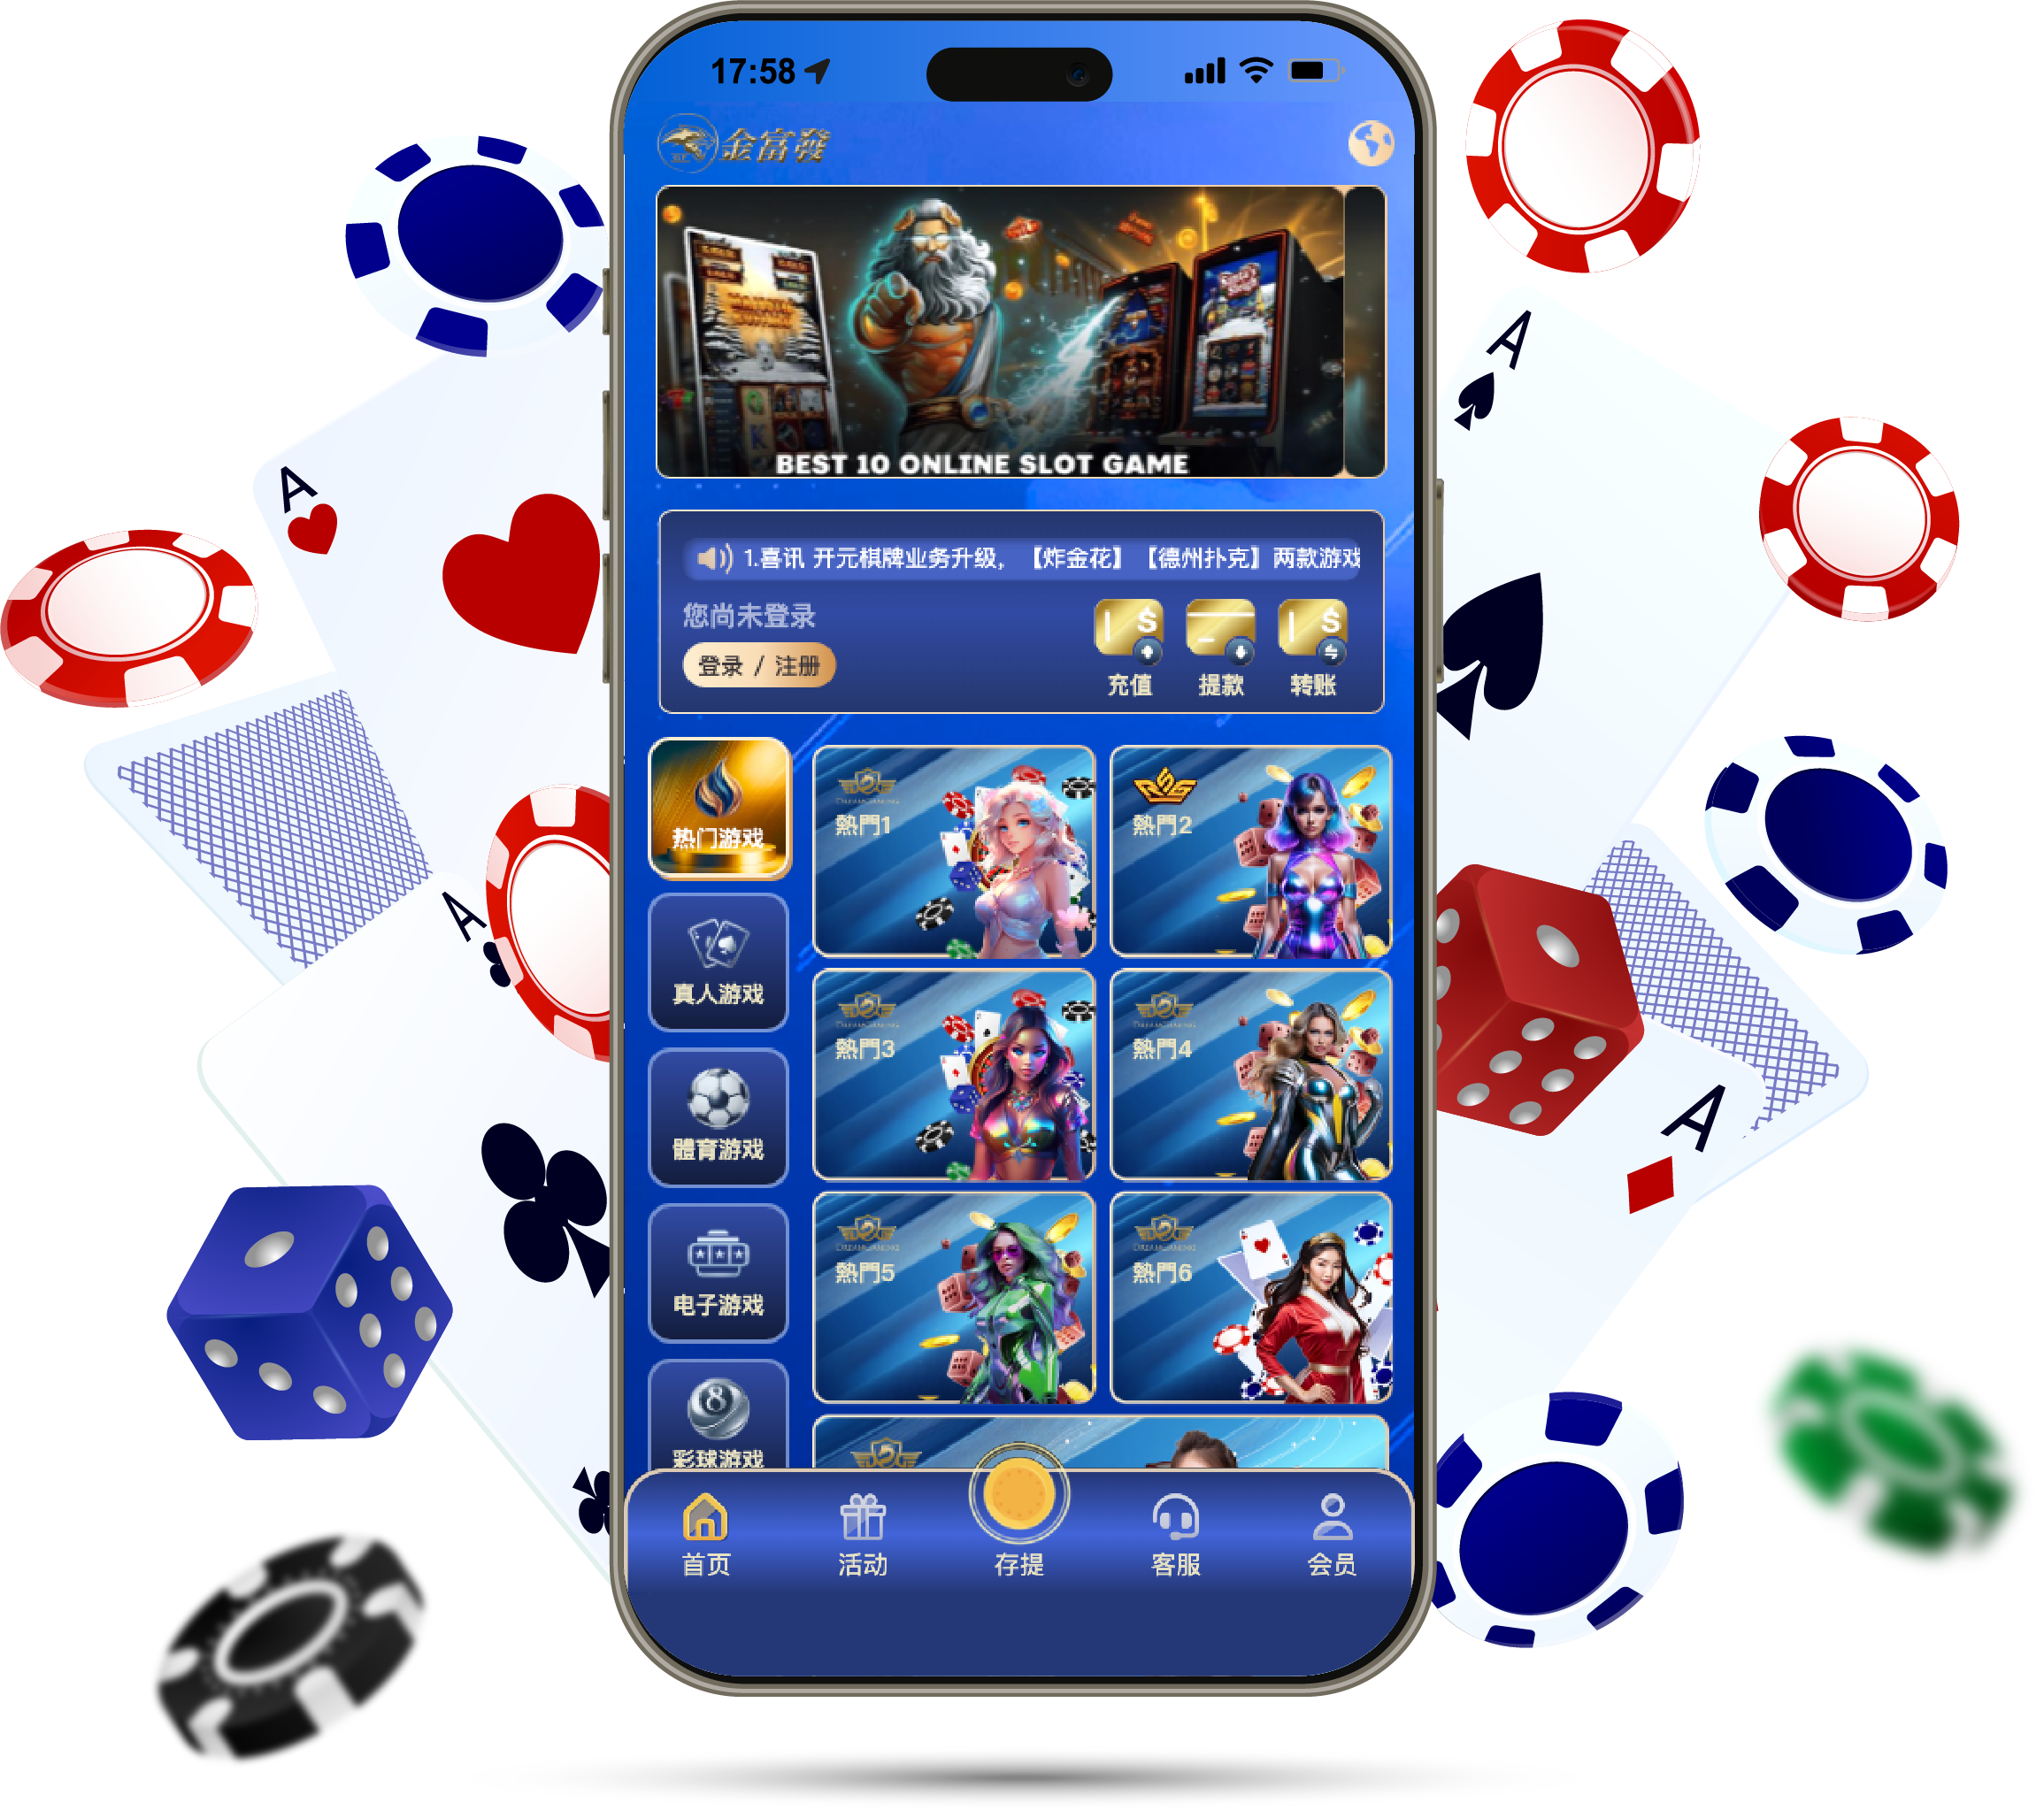 17:58
金富發
BEST 10 ONLINE SLOT GAME
1.喜讯 开元棋牌业务升级，【炸金花】【德州扑克】两款游戏
您尚未登录
登录 / 注册
充值 提款 转账
热门游戏
真人游戏
體育游戏
电子游戏
彩球游戏
熱門1
熱門2
熱門3
熱門4
熱門5
熱門6
首页 活动 存提 客服 会员
A
A
A
A
8